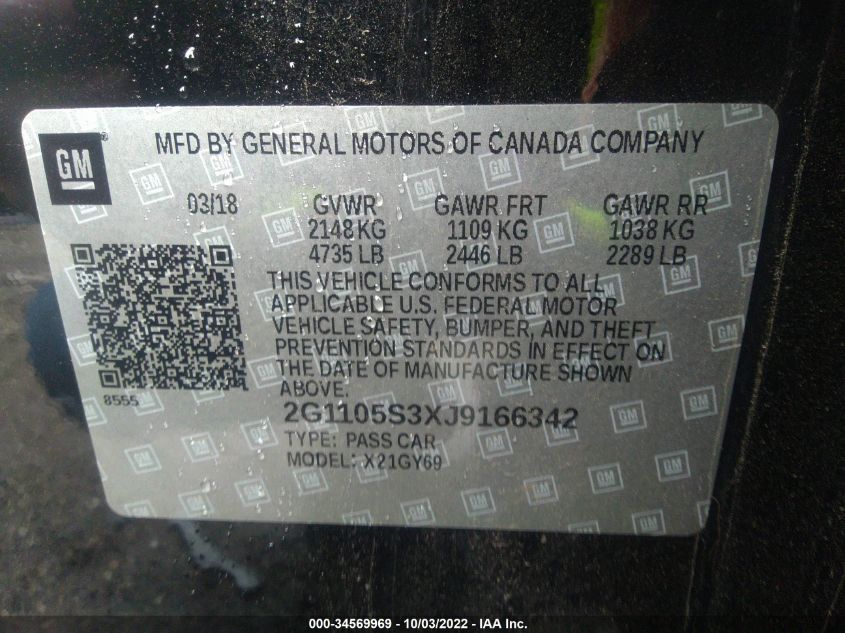 GM
MFD BY GENERAL MOTORS OF CANADA COMPANY
03/18 GVWR GAWR FRT GAWR RR
2148 KG 1109 KG 1038 KG
4735 LB 2446 LB 2289 LB
THIS VEHICLE CONFORMS TO ALL
APPLICABLE U.S. FEDERAL MOTOR
VEHICLE SAFETY, BUMPER, AND THEFT
PREVENTION STANDARDS IN EFFECT ON
THE DATE OF MANUFACTURE SHOWN
ABOVE.
8555
2G1105S3XJ9166342
TYPE: PASS CAR
MODEL: X21GY69
000-34569969 - 10/03/2022 - IAA Inc.